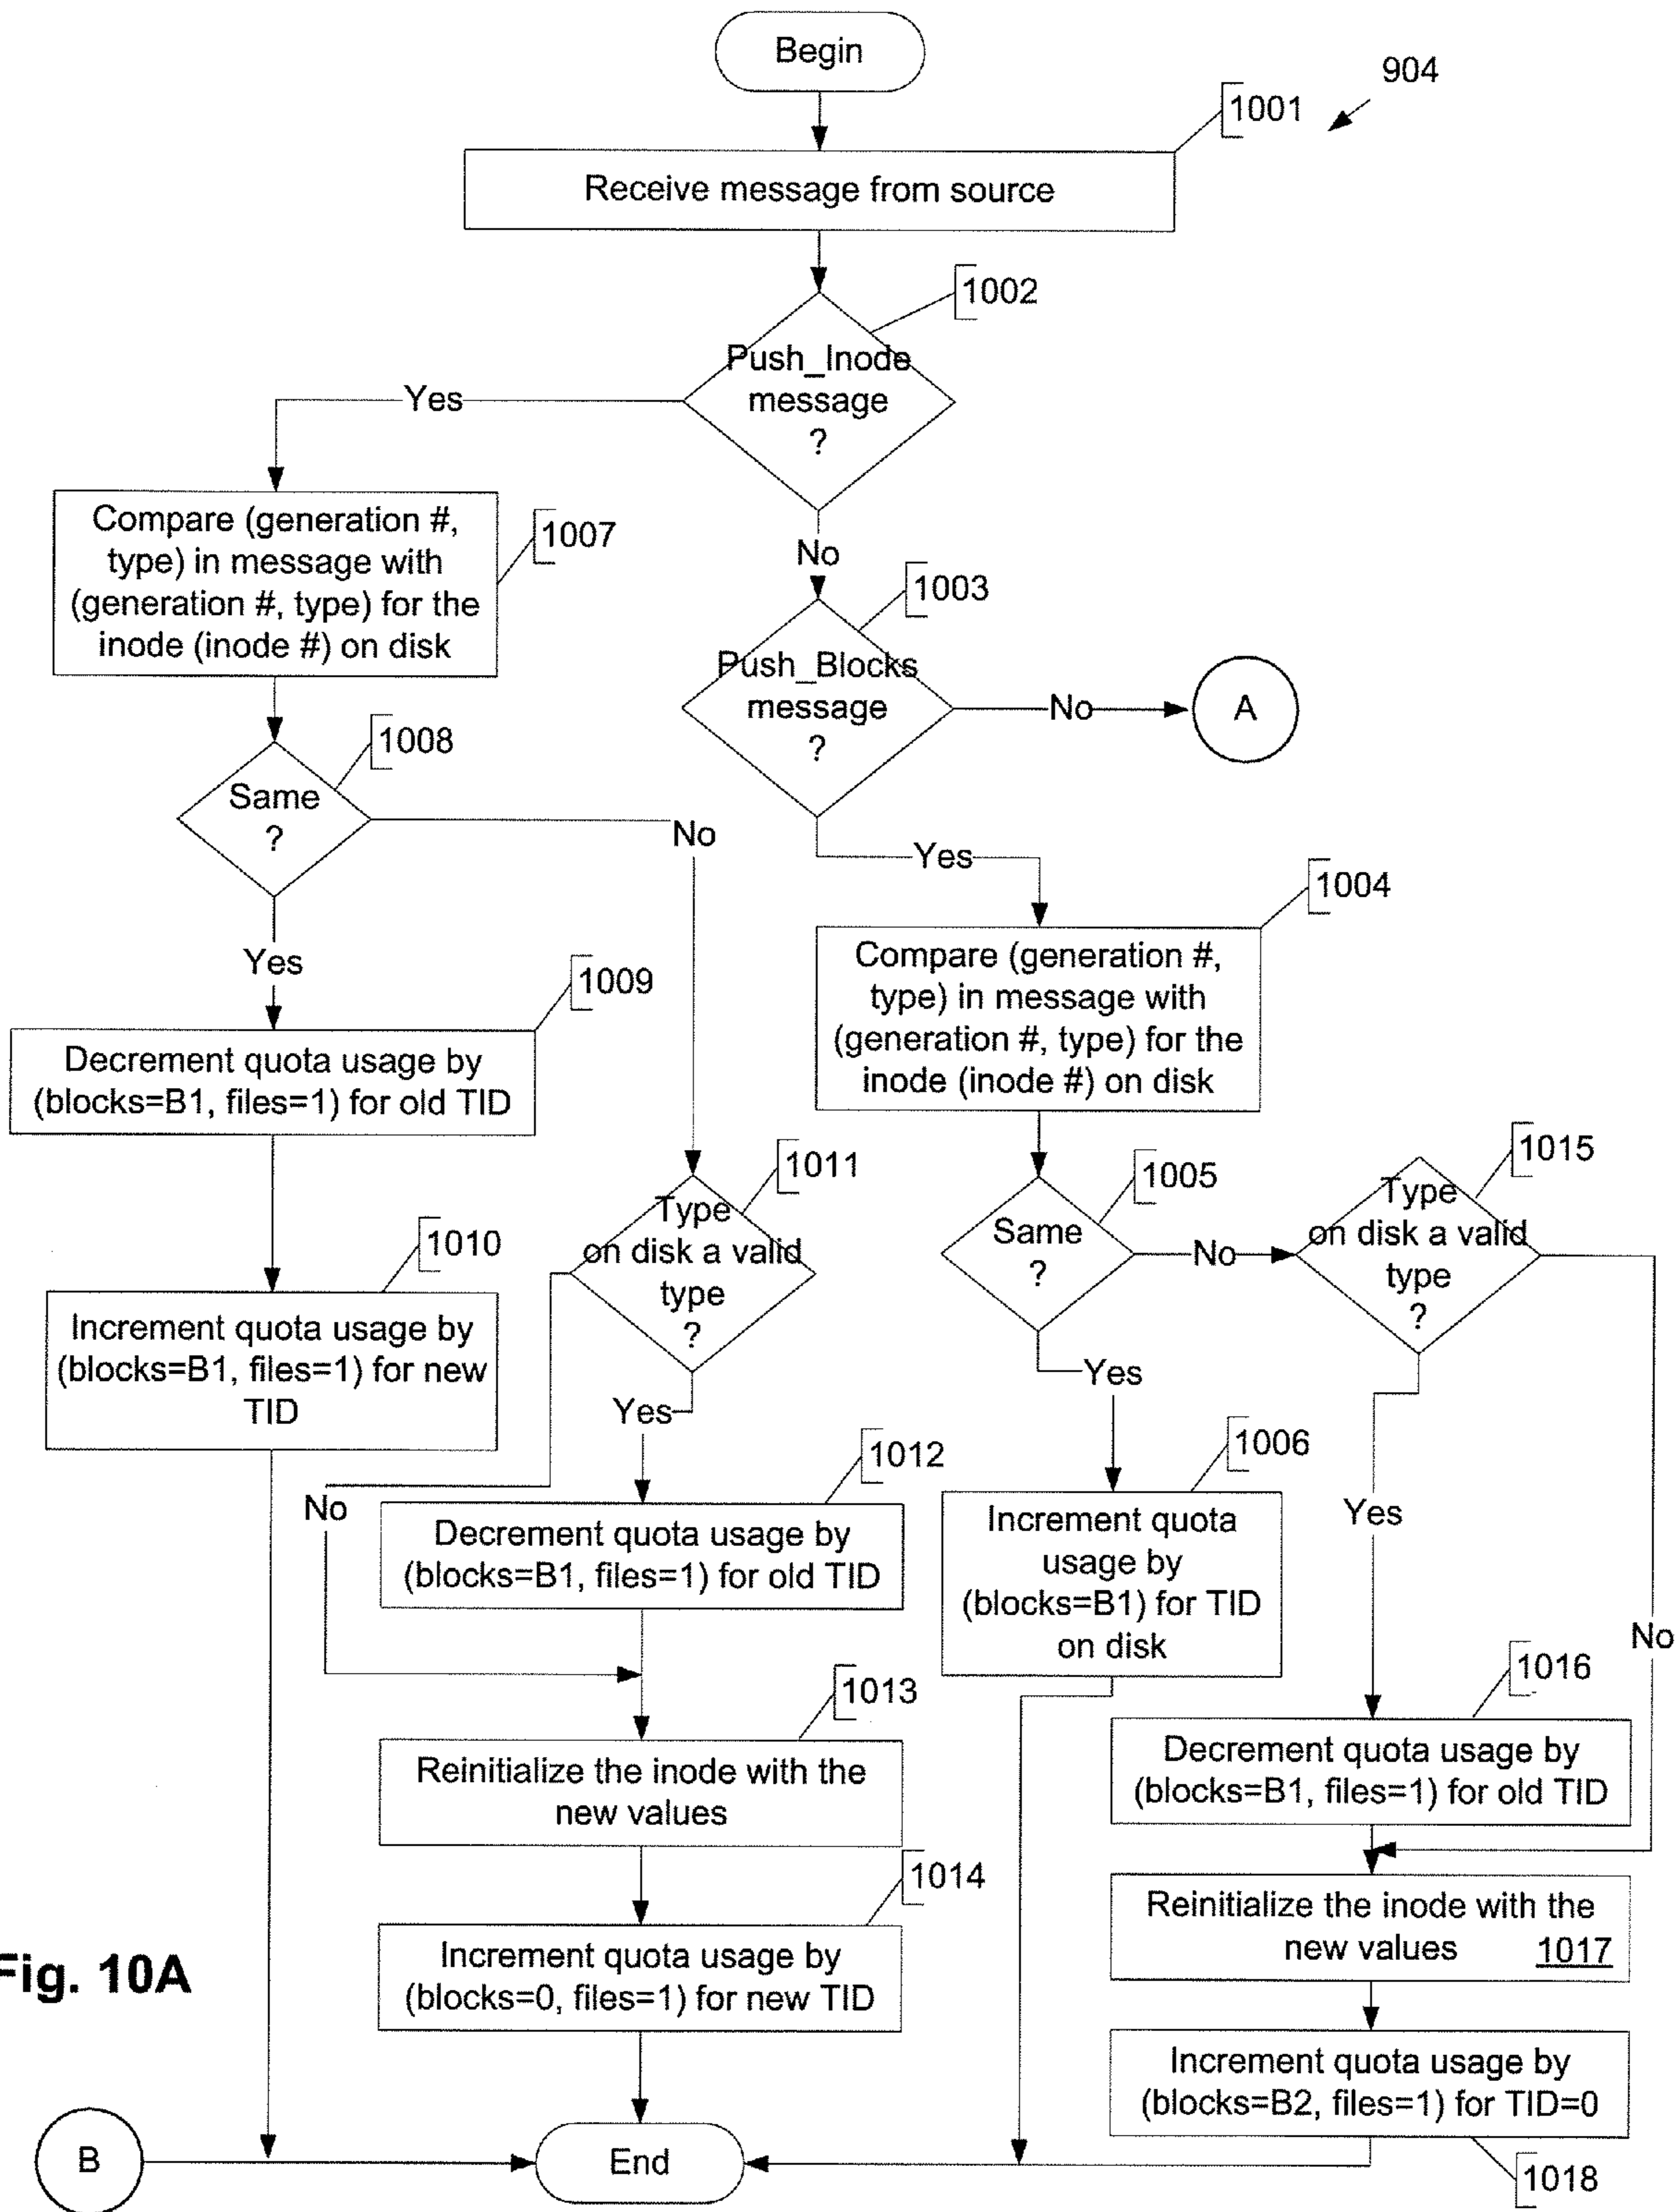 Begin
904
1001
Receive message from source
1002
Push_Inode
message
?
Yes
No
Compare (generation #,
type) in message with
(generation #, type) for the
inode (inode #) on disk
1007
1003
Push_Blocks
message
?
No
A
1008
Same
?
No
Yes
Yes
1004
Compare (generation #,
type) in message with
(generation #, type) for the
inode (inode #) on disk
1009
Decrement quota usage by
(blocks=B1, files=1) for old TID
1011
Type
on disk a valid
type
?
1005
Same
?
No
1015
Type
on disk a valid
type
?
1010
Increment quota usage by
(blocks=B1, files=1) for new
TID
Yes
Yes
No
1012
Decrement quota usage by
(blocks=B1, files=1) for old TID
1006
Increment quota
usage by
(blocks=B1) for TID
on disk
Yes
No
1013
Reinitialize the inode with the
new values
1016
Decrement quota usage by
(blocks=B1, files=1) for old TID
1014
Increment quota usage by
(blocks=0, files=1) for new TID
Reinitialize the inode with the
new values 1017
Fig. 10A
Increment quota usage by
(blocks=B2, files=1) for TID=0
B
End
1018